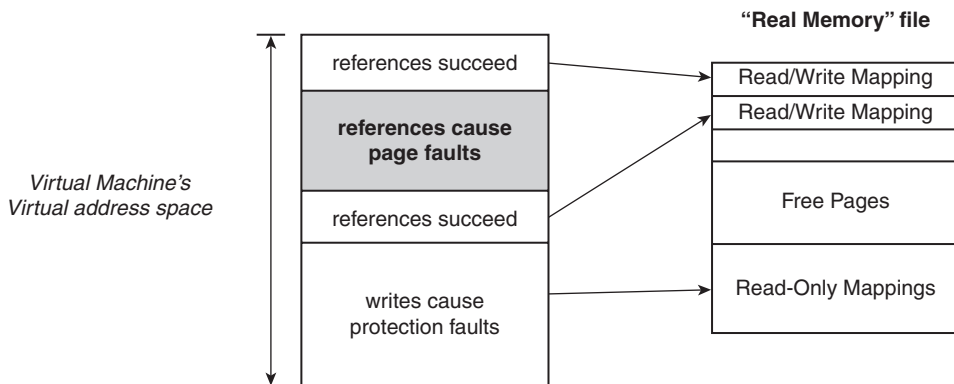 “Real Memory” file
references succeed
Read/Write Mapping
references cause
page faults
Read/Write Mapping
Virtual Machine’s
Virtual address space
references succeed
Free Pages
writes cause
protection faults
Read-Only Mappings